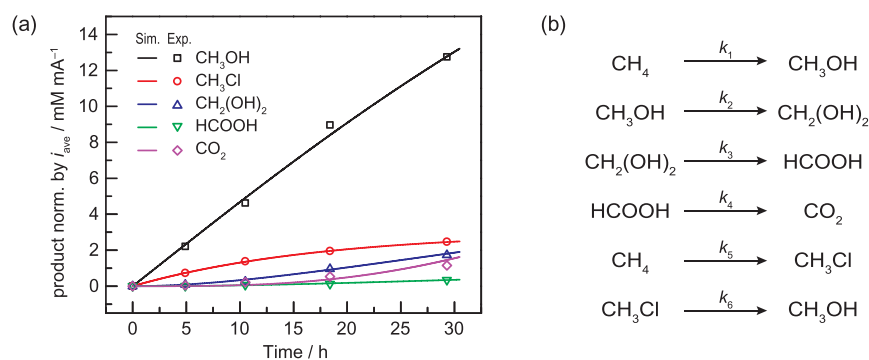 (a)
product norm. by i_ave / mM mA⁻¹
14
12
10
8
6
4
2
0
Sim. Exp.
CH₃OH
CH₃Cl
CH₂(OH)₂
HCOOH
CO₂
0 5 10 15 20 25 30
Time / h
(b)
CH₄ k₁ CH₃OH
CH₃OH k₂ CH₂(OH)₂
CH₂(OH)₂ k₃ HCOOH
HCOOH k₄ CO₂
CH₄ k₅ CH₃Cl
CH₃Cl k₆ CH₃OH